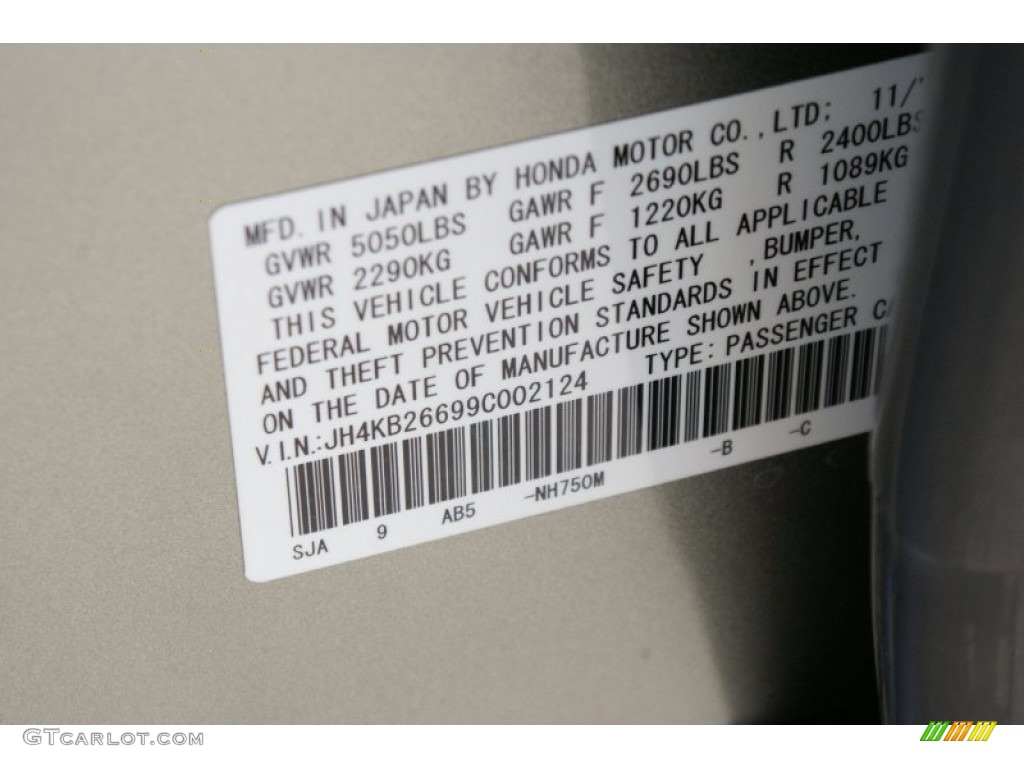 MFD. IN JAPAN BY HONDA MOTOR CO.,LTD; 11/
GVWR 5050LBS GAWR F 2690LBS R 2400LBS
GVWR 2290KG GAWR F 1220KG R 1089KG
THIS VEHICLE CONFORMS TO ALL APPLICABLE
FEDERAL MOTOR VEHICLE SAFETY ,BUMPER,
AND THEFT PREVENTION STANDARDS IN EFFECT
ON THE DATE OF MANUFACTURE SHOWN ABOVE.
V.I.N.:JH4KB26699C002124 TYPE:PASSENGER
SJA 9 AB5 -NH750M -B -C
GTCARLOT.COM